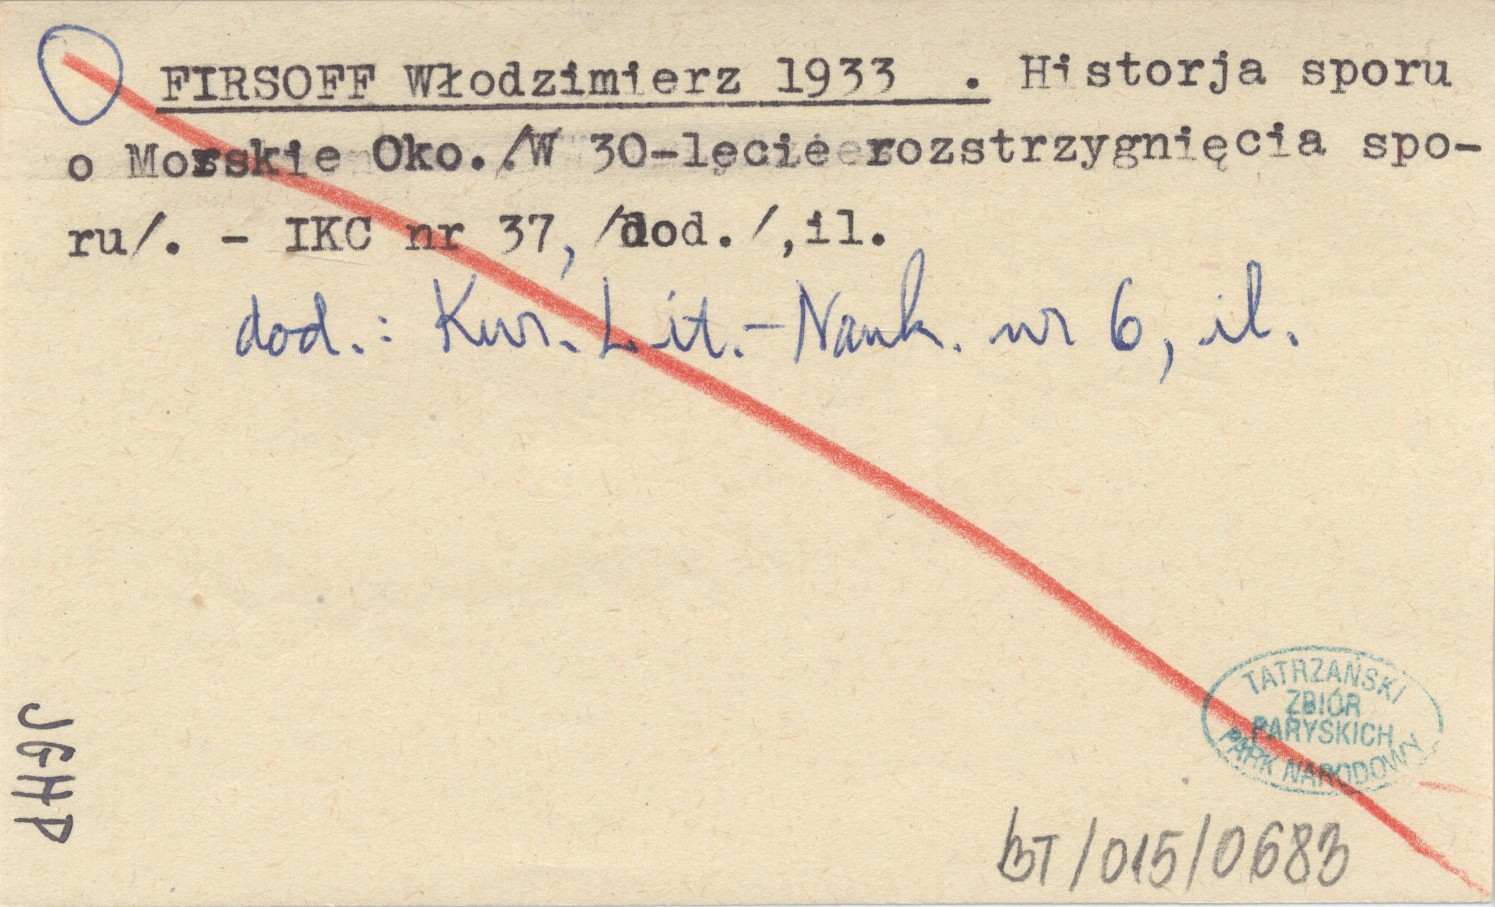 FIRSOFF Włodzimierz 1933 . Historja sporu
o Morskie Oko./W 30-lęcie rozstrzygnięcia spo-
ru/. - IKC nr 37, /dod./,il.
dod.: Kur. Lit.-Nauk. nr 6, il.
TATRZAŃSKI
ZBIÓR
PARYSKICH
PARK NARODOWY
JGHP
BT/015/0683